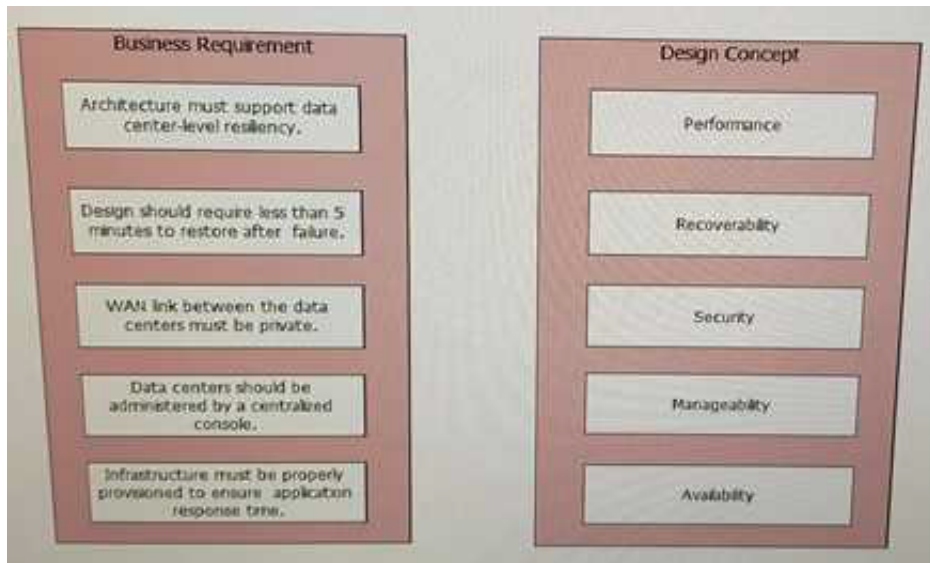 Business Requirement
Architecture must support data
center-level resiliency.
Design should require less than 5
minutes to restore after failure.
WAN link between the data
centers must be private.
Data centers should be
administered by a centralized
console.
Infrastructure must be properly
provisioned to ensure application
response time.
Design Concept
Performance
Recoverability
Security
Manageability
Availability